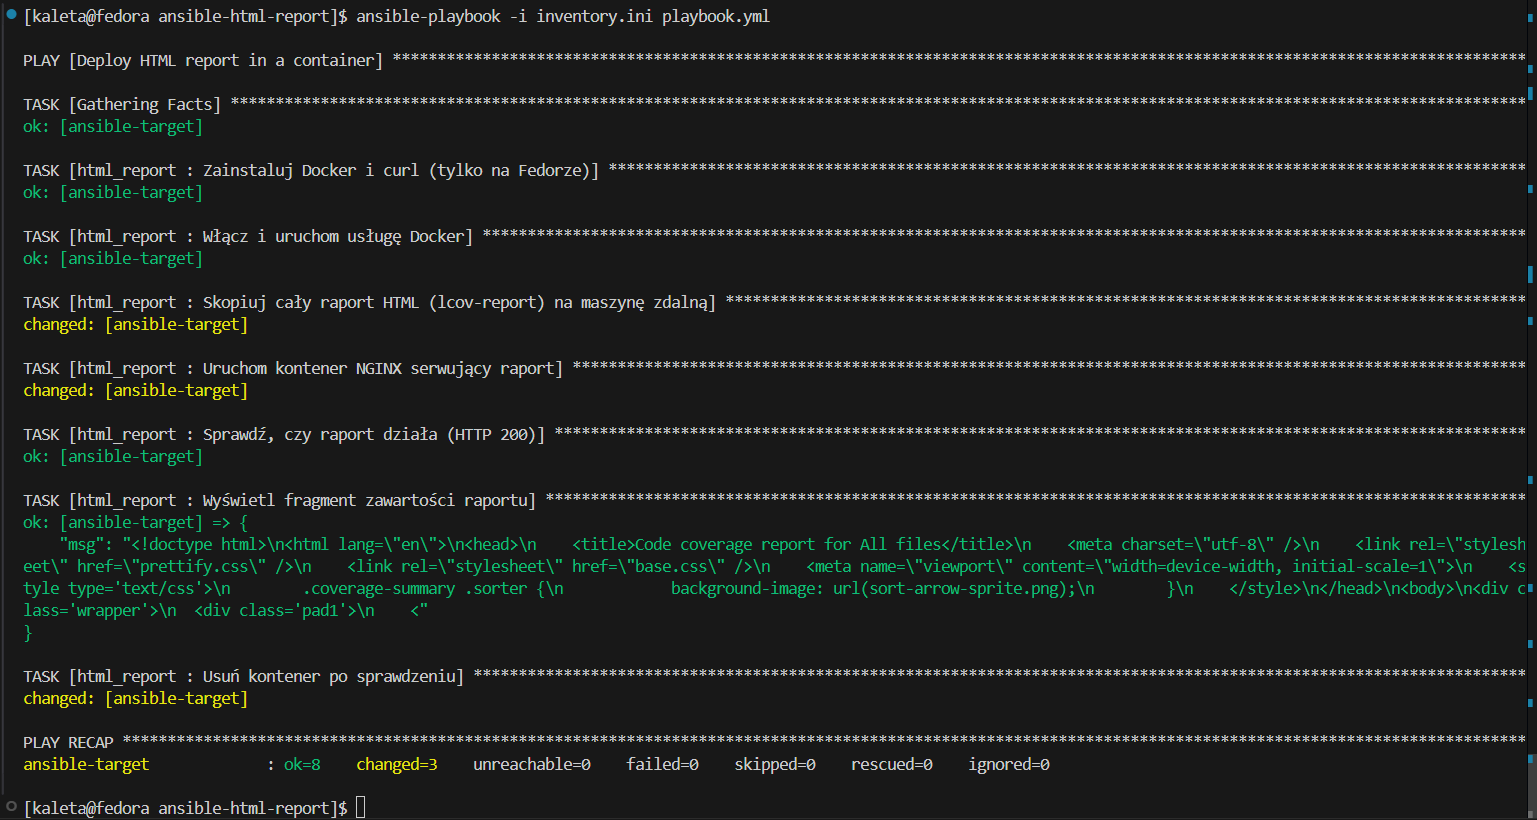 [kaleta@fedora ansible-html-report]$ ansible-playbook -i inventory.ini playbook.yml
PLAY [Deploy HTML report in a container] ******************************************************************************************************************************
TASK [Gathering Facts] ************************************************************************************************************************************************
ok: [ansible-target]
TASK [html_report : Zainstaluj Docker i curl (tylko na Fedorze)] ******************************************************************************************************
ok: [ansible-target]
TASK [html_report : Włącz i uruchom usługę Docker] ********************************************************************************************************************
ok: [ansible-target]
TASK [html_report : Skopiuj cały raport HTML (lcov-report) na maszynę zdalną] *****************************************************************************************
changed: [ansible-target]
TASK [html_report : Uruchom kontener NGINX serwujący raport] **********************************************************************************************************
changed: [ansible-target]
TASK [html_report : Sprawdź, czy raport działa (HTTP 200)] ************************************************************************************************************
ok: [ansible-target]
TASK [html_report : Wyświetl fragment zawartości raportu] *************************************************************************************************************
ok: [ansible-target] => {
    "msg": "<!doctype html>\n<html lang=\"en\">\n<head>\n    <title>Code coverage report for All files</title>\n    <meta charset=\"utf-8\" />\n    <link rel=\"stylesh
eet\" href=\"prettify.css\" />\n    <link rel=\"stylesheet\" href=\"base.css\" />\n    <meta name=\"viewport\" content=\"width=device-width, initial-scale=1\">\n    <s
tyle type='text/css'>\n        .coverage-summary .sorter {\n            background-image: url(sort-arrow-sprite.png);\n        }\n    </style>\n</head>\n<body>\n<div c
lass='wrapper'>\n  <div class='pad1'>\n    <"
}
TASK [html_report : Usuń kontener po sprawdzeniu] *********************************************************************************************************************
changed: [ansible-target]
PLAY RECAP ************************************************************************************************************************************************************
ansible-target             : ok=8    changed=3    unreachable=0    failed=0    skipped=0    rescued=0    ignored=0
[kaleta@fedora ansible-html-report]$